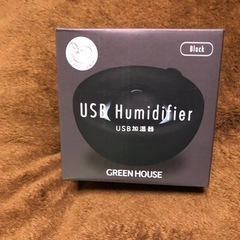 Black
USB Humidifier
USB加湿器
GREEN HOUSE